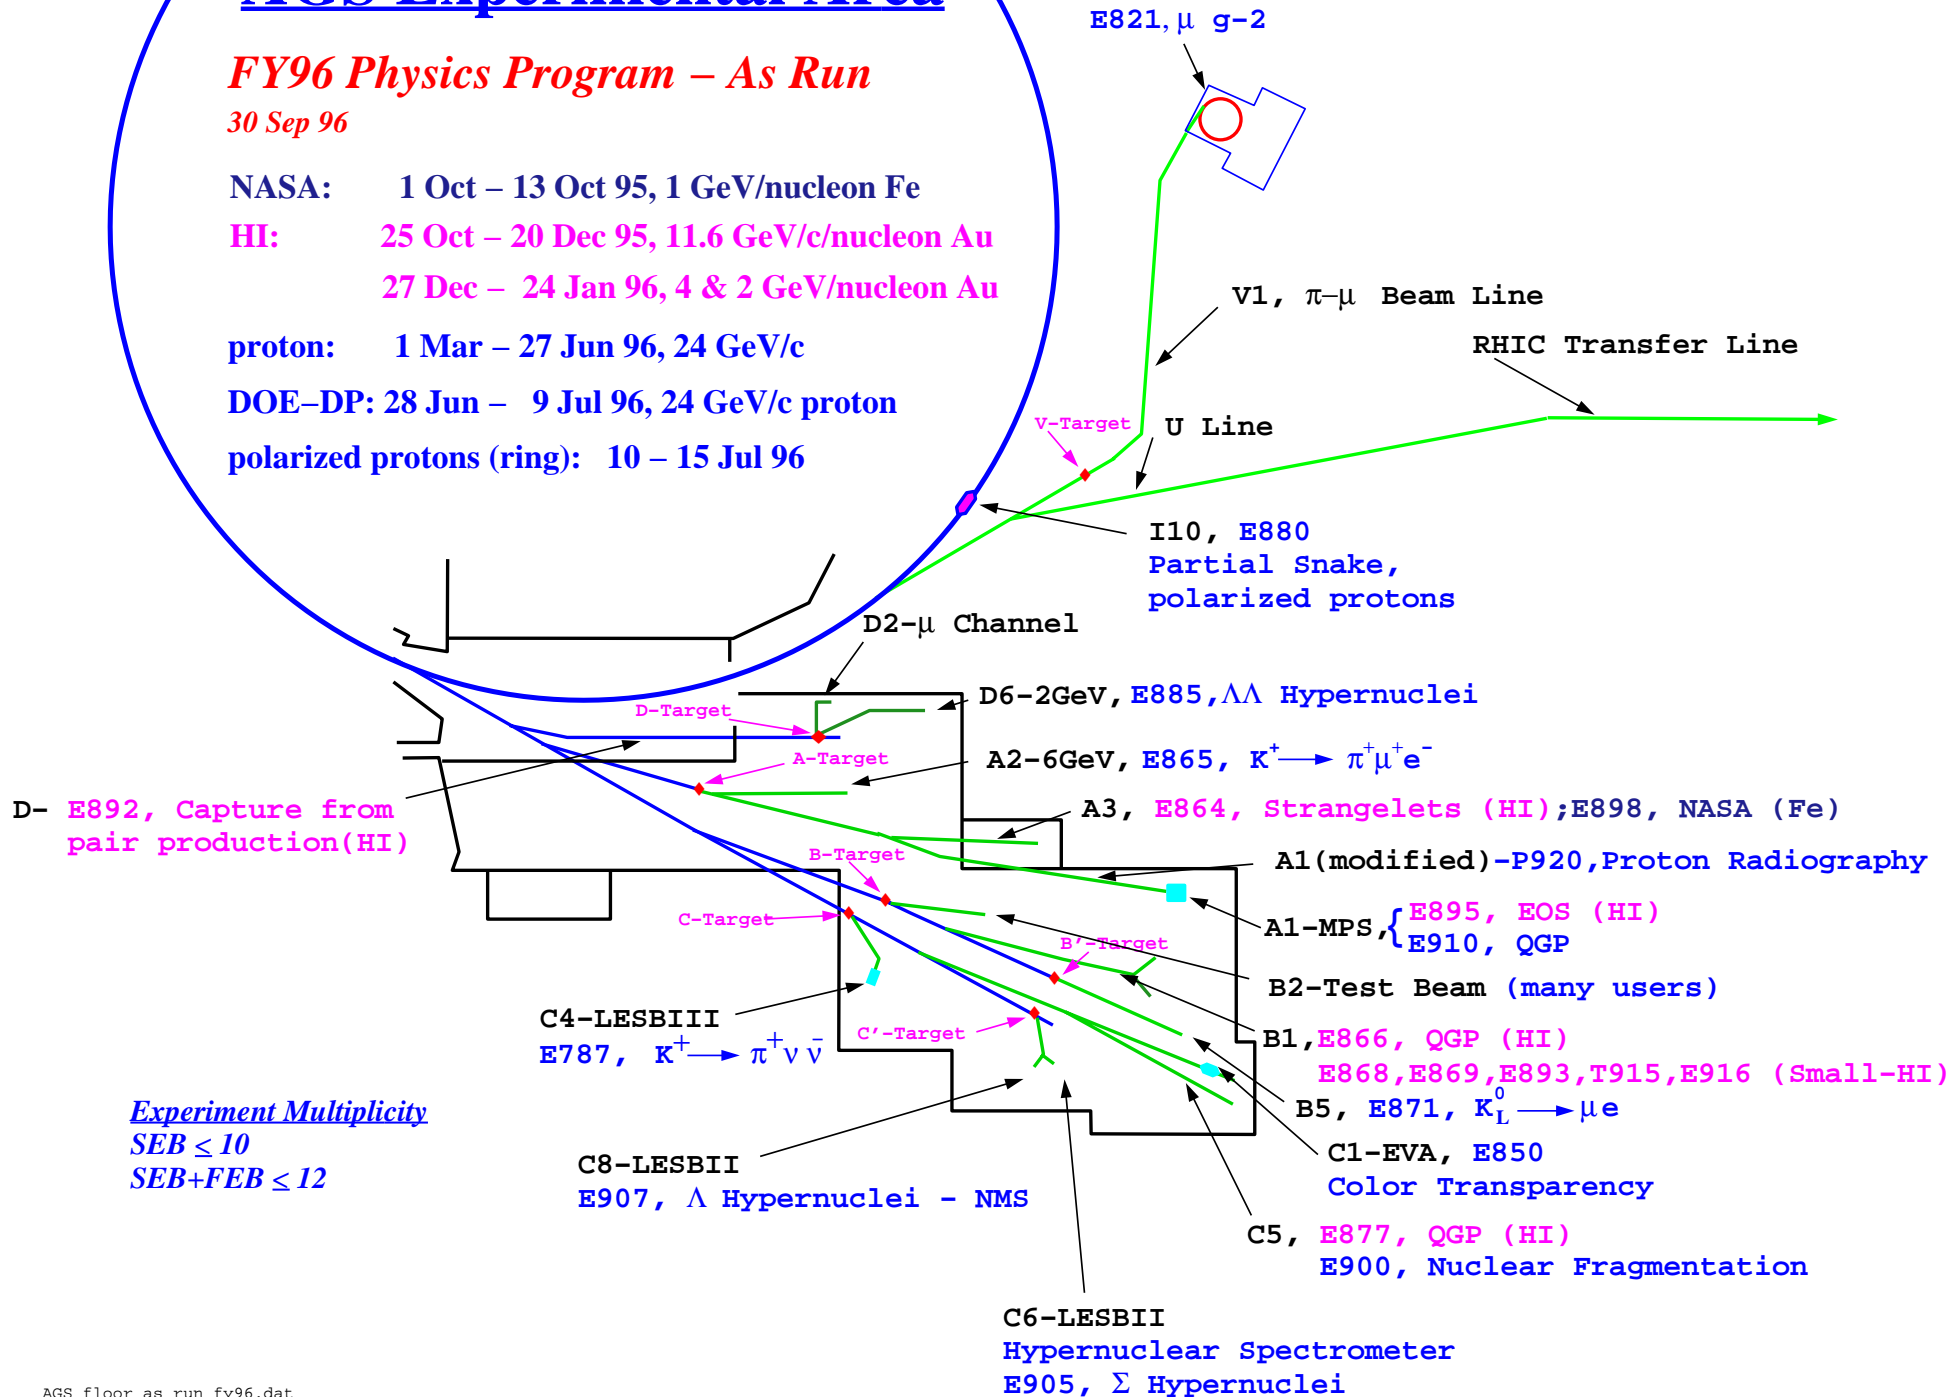 AGS Experimental Area
FY96 Physics Program – As Run
30 Sep 96
NASA: 1 Oct – 13 Oct 95, 1 GeV/nucleon Fe
HI: 25 Oct – 20 Dec 95, 11.6 GeV/c/nucleon Au
27 Dec – 24 Jan 96, 4 & 2 GeV/nucleon Au
proton: 1 Mar – 27 Jun 96, 24 GeV/c
DOE–DP: 28 Jun – 9 Jul 96, 24 GeV/c proton
polarized protons (ring): 10 – 15 Jul 96
E821, μ g-2
V1, π–μ Beam Line
RHIC Transfer Line
V-Target
U Line
I10, E880
Partial Snake,
polarized protons
D2-μ Channel
D6-2GeV, E885, ΛΛ Hypernuclei
D-Target
A-Target
A2-6GeV, E865, K⁺ → π⁺μ⁺e⁻
D- E892, Capture from
pair production(HI)
A3, E864, Strangelets (HI);E898, NASA (Fe)
B-Target
A1(modified)-P920,Proton Radiography
C-Target
A1-MPS, { E895, EOS (HI)
E910, QGP
B'-Target
B2-Test Beam (many users)
C4-LESBIII
E787, K⁺ → π⁺ν ν̄
C'-Target
B1, E866, QGP (HI)
E868,E869,E893,T915,E916 (Small-HI)
B5, E871, K⁰_L → μe
Experiment Multiplicity
SEB ≤ 10
SEB+FEB ≤ 12
C1-EVA, E850
Color Transparency
C8-LESBII
E907, Λ Hypernuclei - NMS
C5, E877, QGP (HI)
E900, Nuclear Fragmentation
C6-LESBII
Hypernuclear Spectrometer
E905, Σ Hypernuclei
AGS floor as run fy96.dat